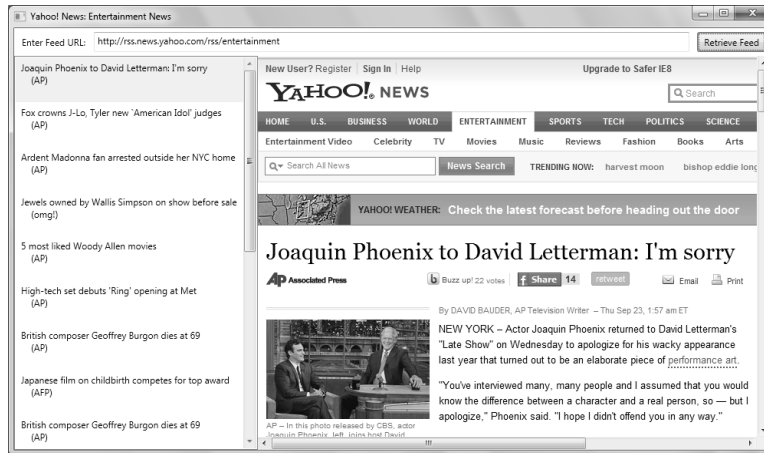 Yahoo! News: Entertainment News
Enter Feed URL: http://rss.news.yahoo.com/rss/entertainment Retrieve Feed
Joaquin Phoenix to David Letterman: I'm sorry
(AP)
Fox crowns J-Lo, Tyler new `American Idol' judges
(AP)
Ardent Madonna fan arrested outside her NYC home
(AP)
Jewels owned by Wallis Simpson on show before sale
(omg!)
5 most liked Woody Allen movies
(AP)
High-tech set debuts 'Ring' opening at Met
(AP)
British composer Geoffrey Burgon dies at 69
(AP)
Japanese film on childbirth competes for top award
(AFP)
British composer Geoffrey Burgon dies at 69
(AP)
New User? Register Sign In Help Upgrade to Safer IE8
YAHOO! NEWS Search
HOME U.S. BUSINESS WORLD ENTERTAINMENT SPORTS TECH POLITICS SCIENCE
Entertainment Video Celebrity TV Movies Music Reviews Fashion Books Arts
Search All News News Search TRENDING NOW: harvest moon bishop eddie long
YAHOO! WEATHER: Check the latest forecast before heading out the door
Joaquin Phoenix to David Letterman: I'm sorry
AP Associated Press Buzz up! 22 votes f Share 14 retweet Email Print
By DAVID BAUDER, AP Television Writer – Thu Sep 23, 1:57 am ET
NEW YORK – Actor Joaquin Phoenix returned to David Letterman's
"Late Show" on Wednesday to apologize for his wacky appearance
last year that turned out to be an elaborate piece of performance art.
"You've interviewed many, many people and I assumed that you would
know the difference between a character and a real person, so — but I
apologize," Phoenix said. "I hope I didn't offend you in any way."
AP – In this photo released by CBS, actor
Joaquin Phoenix, left, joins host David